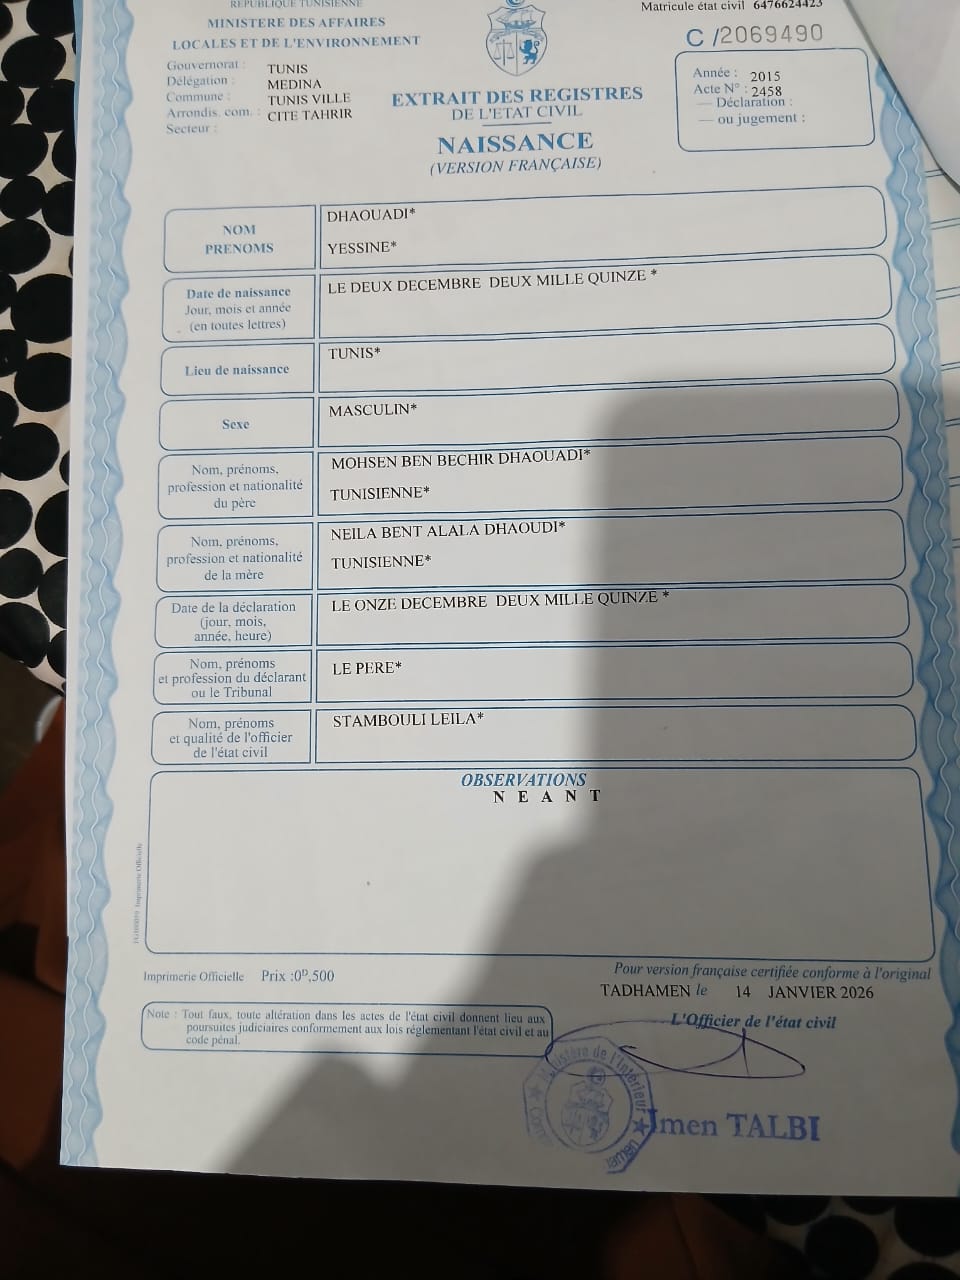 REPUBLIQUE TUNISIENNE
MINISTERE DES AFFAIRES
LOCALES ET DE L'ENVIRONNEMENT
Gouvernorat : TUNIS
Délégation : MEDINA
Commune : TUNIS VILLE
Arrondis. com. : CITE TAHRIR
Secteur :
Matricule état civil 6476624423
C /2069490
Année : 2015
Acte N° : 2458
— Déclaration :
— ou jugement :
EXTRAIT DES REGISTRES
DE L'ETAT CIVIL
NAISSANCE
(VERSION FRANÇAISE)
NOM
PRENOMS
DHAOUADI*
YESSINE*
Date de naissance
Jour, mois et année
(en toutes lettres)
LE DEUX DECEMBRE DEUX MILLE QUINZE *
Lieu de naissance
TUNIS*
Sexe
MASCULIN*
Nom, prénoms,
profession et nationalité
du père
MOHSEN BEN BECHIR DHAOUADI*
TUNISIENNE*
Nom, prénoms,
profession et nationalité
de la mère
NEILA BENT ALALA DHAOUDI*
TUNISIENNE*
Date de la déclaration
(jour, mois,
année, heure)
LE ONZE DECEMBRE DEUX MILLE QUINZE *
Nom, prénoms
et profession du déclarant
ou le Tribunal
LE PERE*
Nom, prénoms
et qualité de l'officier
de l'état civil
STAMBOULI LEILA*
OBSERVATIONS
N E A N T
Imprimerie Officielle
Imprimerie Officielle Prix :0ᴰ,500
Pour version française certifiée conforme à l'original
TADHAMEN le 14 JANVIER 2026
L'Officier de l'état civil
Note : Tout faux, toute altération dans les actes de l'état civil donnent lieu aux
poursuites judiciaires conformement aux lois réglementant l'état civil et au
code pénal.
Ministère de l'Intérieur
Imen TALBI